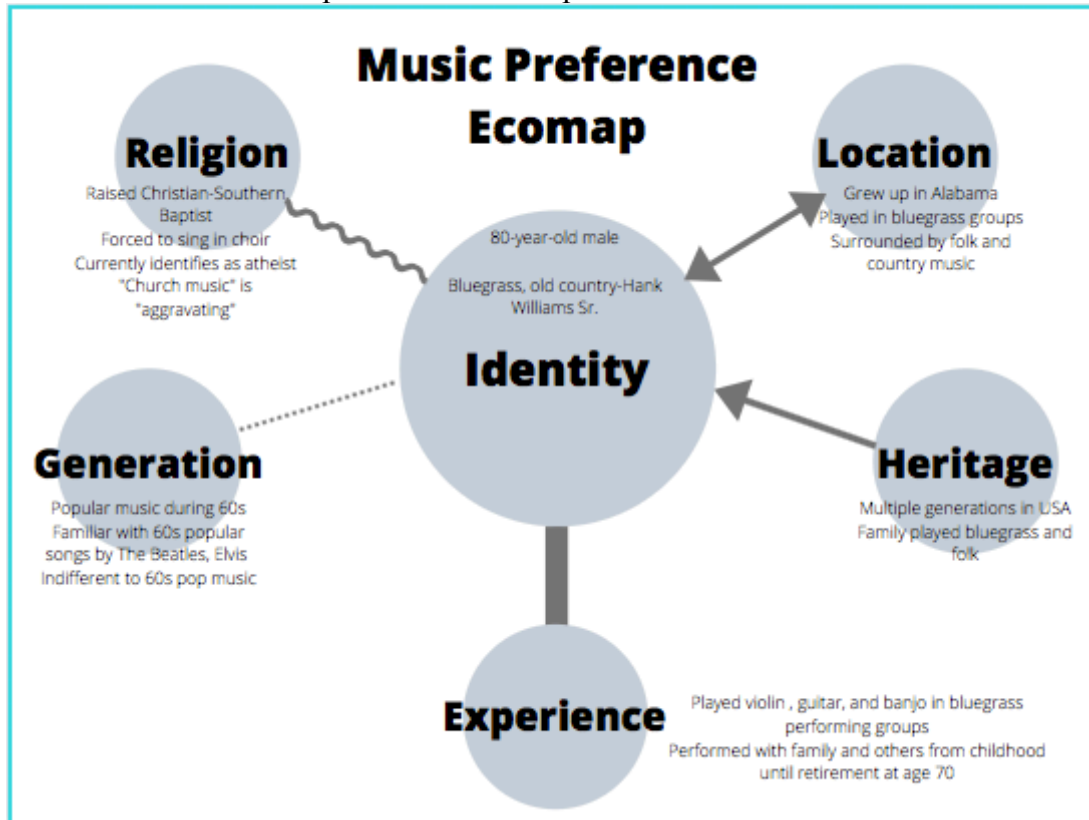 Music Preference
Ecomap
Religion
Raised Christian-Southern
Baptist
Forced to sing in choir
Currently identifies as atheist
"Church music" is
"aggravating"
Location
Grew up in Alabama
Played in bluegrass groups
Surrounded by folk and
country music
80-year-old male
Bluegrass, old country-Hank
Williams Sr.
Identity
Generation
Popular music during 60s
Familiar with 60s popular
songs by The Beatles, Elvis
Indifferent to 60s pop music
Heritage
Multiple generations in USA
Family played bluegrass and
folk
Experience
Played violin , guitar, and banjo in bluegrass
performing groups
Performed with family and others from childhood
until retirement at age 70